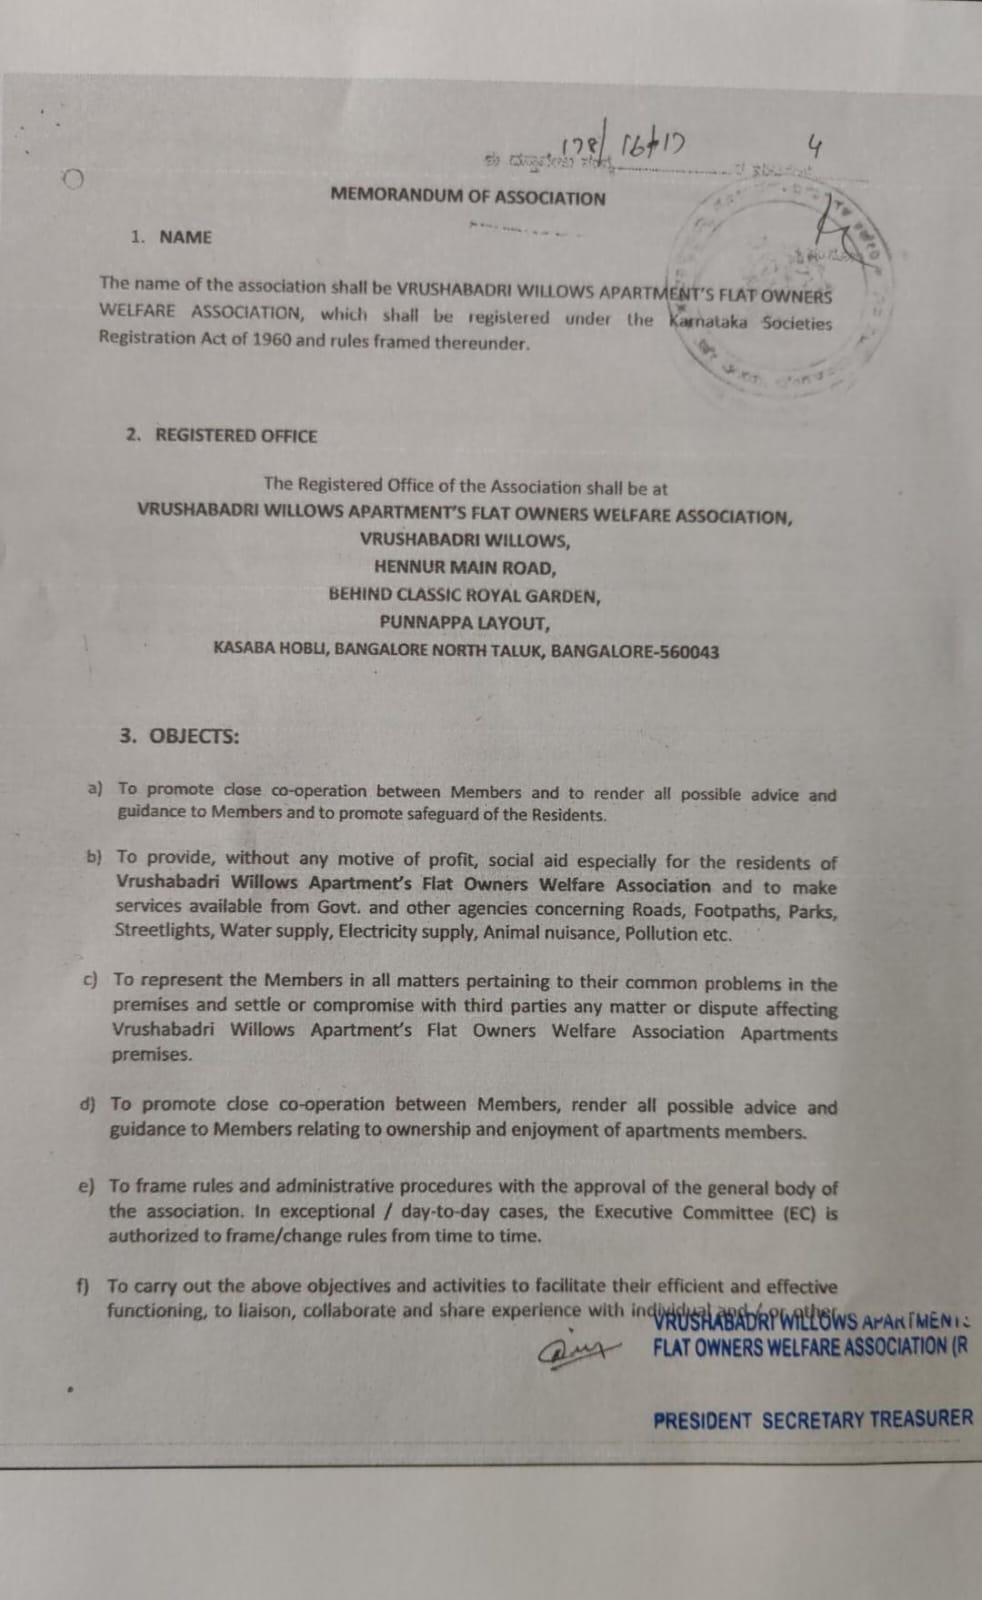 178/ 16-17
4
MEMORANDUM OF ASSOCIATION
1. NAME
The name of the association shall be VRUSHABADRI WILLOWS APARTMENT'S FLAT OWNERS
WELFARE ASSOCIATION, which shall be registered under the Karnataka Societies
Registration Act of 1960 and rules framed thereunder.
2. REGISTERED OFFICE
The Registered Office of the Association shall be at
VRUSHABADRI WILLOWS APARTMENT'S FLAT OWNERS WELFARE ASSOCIATION,
VRUSHABADRI WILLOWS,
HENNUR MAIN ROAD,
BEHIND CLASSIC ROYAL GARDEN,
PUNNAPPA LAYOUT,
KASABA HOBLI, BANGALORE NORTH TALUK, BANGALORE-560043
3. OBJECTS:
a) To promote close co-operation between Members and to render all possible advice and
guidance to Members and to promote safeguard of the Residents.
b) To provide, without any motive of profit, social aid especially for the residents of
Vrushabadri Willows Apartment's Flat Owners Welfare Association and to make
services available from Govt. and other agencies concerning Roads, Footpaths, Parks,
Streetlights, Water supply, Electricity supply, Animal nuisance, Pollution etc.
c) To represent the Members in all matters pertaining to their common problems in the
premises and settle or compromise with third parties any matter or dispute affecting
Vrushabadri Willows Apartment's Flat Owners Welfare Association Apartments
premises.
d) To promote close co-operation between Members, render all possible advice and
guidance to Members relating to ownership and enjoyment of apartments members.
e) To frame rules and administrative procedures with the approval of the general body of
the association. In exceptional / day-to-day cases, the Executive Committee (EC) is
authorized to frame/change rules from time to time.
f) To carry out the above objectives and activities to facilitate their efficient and effective
functioning, to liaison, collaborate and share experience with individual and / or other
VRUSHABADRI WILLOWS APARTMENTS
FLAT OWNERS WELFARE ASSOCIATION (R
PRESIDENT SECRETARY TREASURER